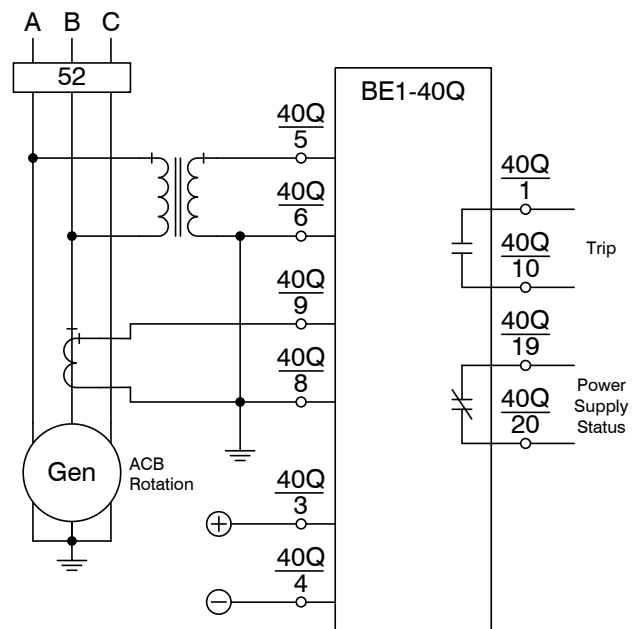 A B C
52
BE1-40Q
40Q
5
40Q
6
40Q
9
40Q
8
40Q
3
40Q
4
+
−
40Q
1
40Q
10
Trip
40Q
19
40Q
20
Power
Supply
Status
Gen
ACB
Rotation